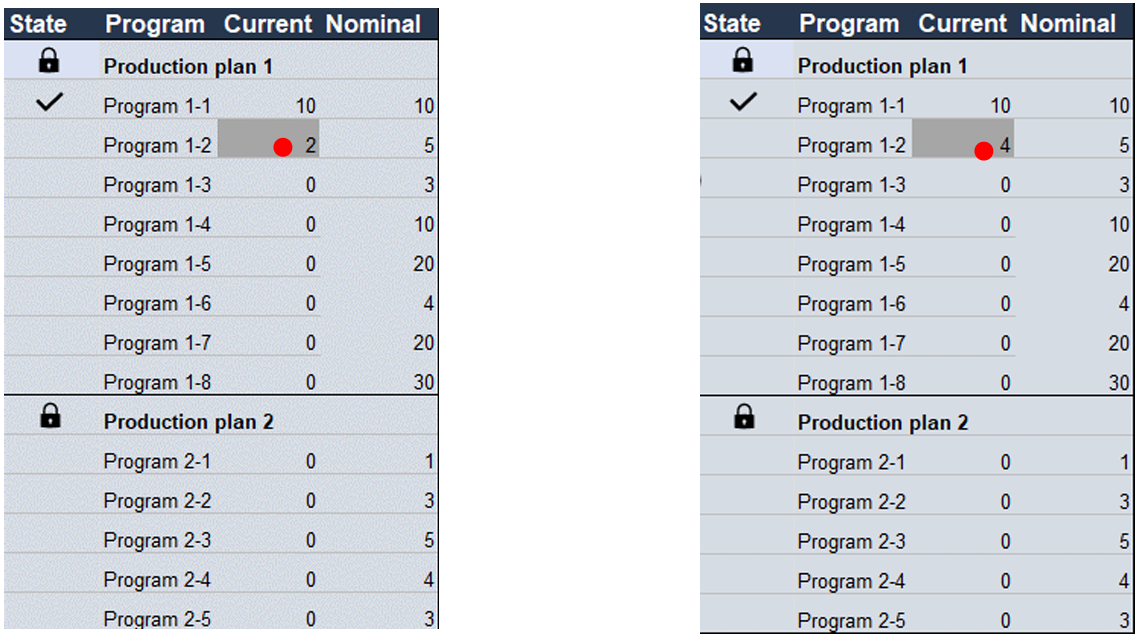 State Program Current Nominal
Production plan 1
Program 1-1 10 10
Program 1-2 2 5
Program 1-3 0 3
Program 1-4 0 10
Program 1-5 0 20
Program 1-6 0 4
Program 1-7 0 20
Program 1-8 0 30
Production plan 2
Program 2-1 0 1
Program 2-2 0 3
Program 2-3 0 5
Program 2-4 0 4
Program 2-5 0 3
State Program Current Nominal
Production plan 1
Program 1-1 10 10
Program 1-2 4 5
Program 1-3 0 3
Program 1-4 0 10
Program 1-5 0 20
Program 1-6 0 4
Program 1-7 0 20
Program 1-8 0 30
Production plan 2
Program 2-1 0 1
Program 2-2 0 3
Program 2-3 0 5
Program 2-4 0 4
Program 2-5 0 3